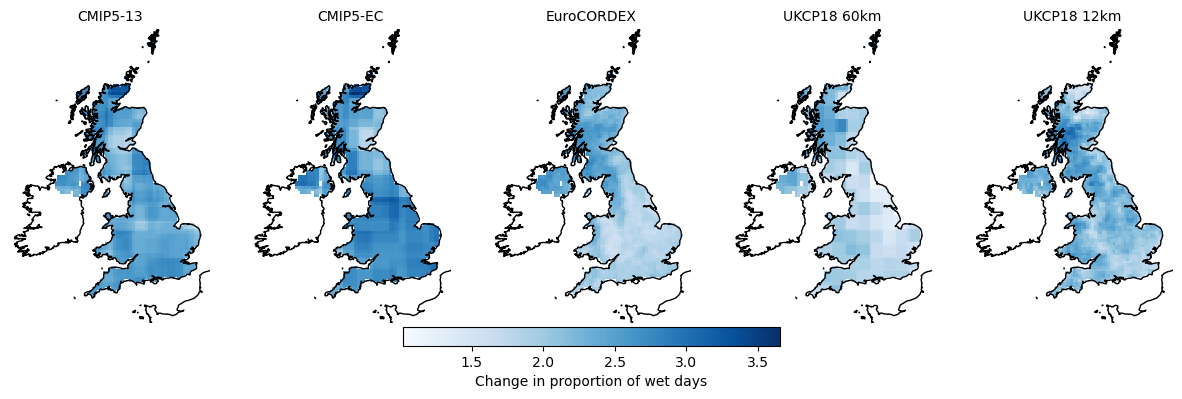 CMIP5-13
CMIP5-EC
EuroCORDEX
UKCP18 60km
UKCP18 12km
1.5
2.0
2.5
3.0
3.5
Change in proportion of wet days